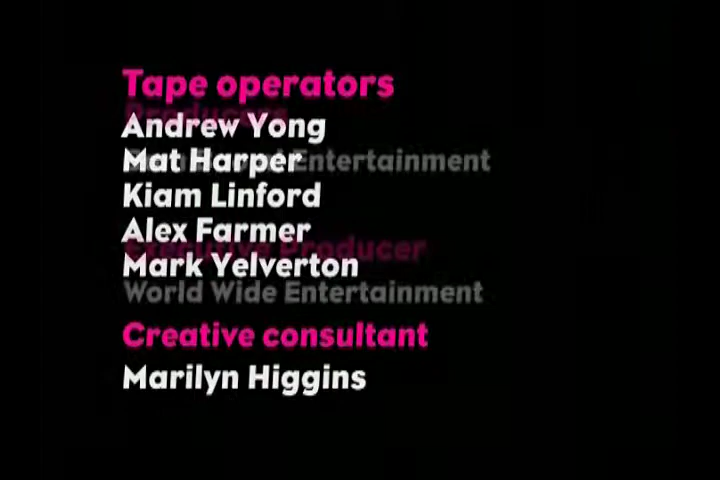 Tape operators
Producers
Andrew Yong
Mat Harper
Entertainment
Kiam Linford
Alex Farmer
Executive Producer
Mark Yelverton
World Wide Entertainment
Creative consultant
Marilyn Higgins